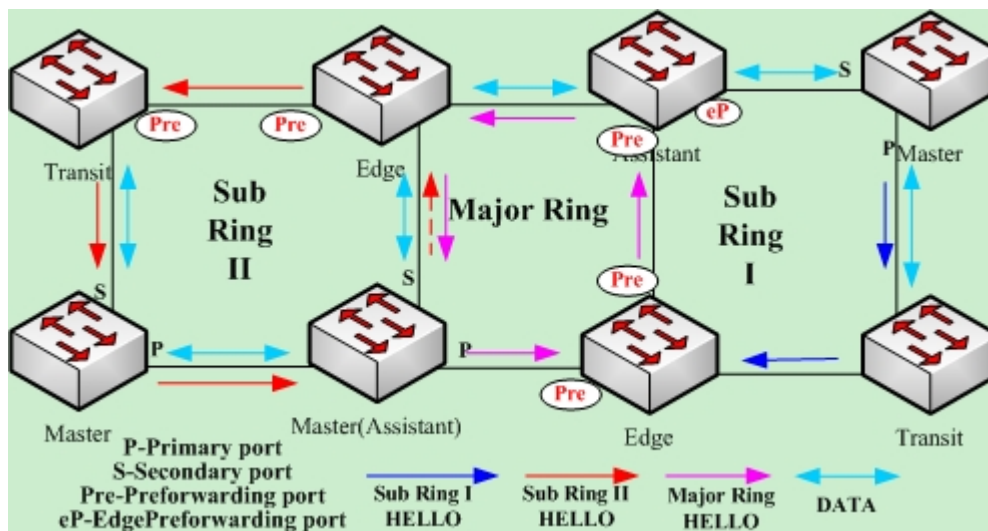 S
eP
Pre
Pre
Pre
Assistant
Transit
Edge
P
Master
Sub
Ring
II
Major Ring
Sub
Ring
I
Pre
S
S
P
P
Pre
Master
Master(Assistant)
Edge
Transit
P-Primary port
S-Secondary port
Pre-Preforwarding port
eP-EdgePreforwarding port
Sub Ring I
HELLO
Sub Ring II
HELLO
Major Ring
HELLO
DATA